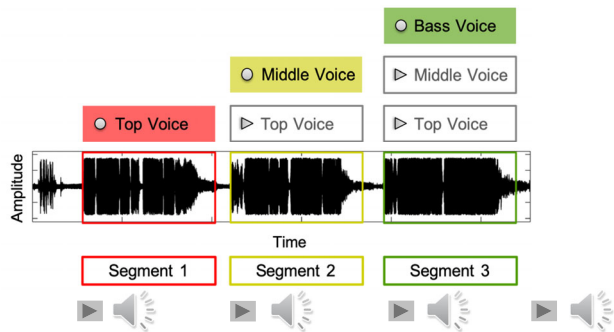 Bass Voice
Middle Voice Middle Voice
Top Voice Top Voice Top Voice
Amplitude
Time
Segment 1 Segment 2 Segment 3